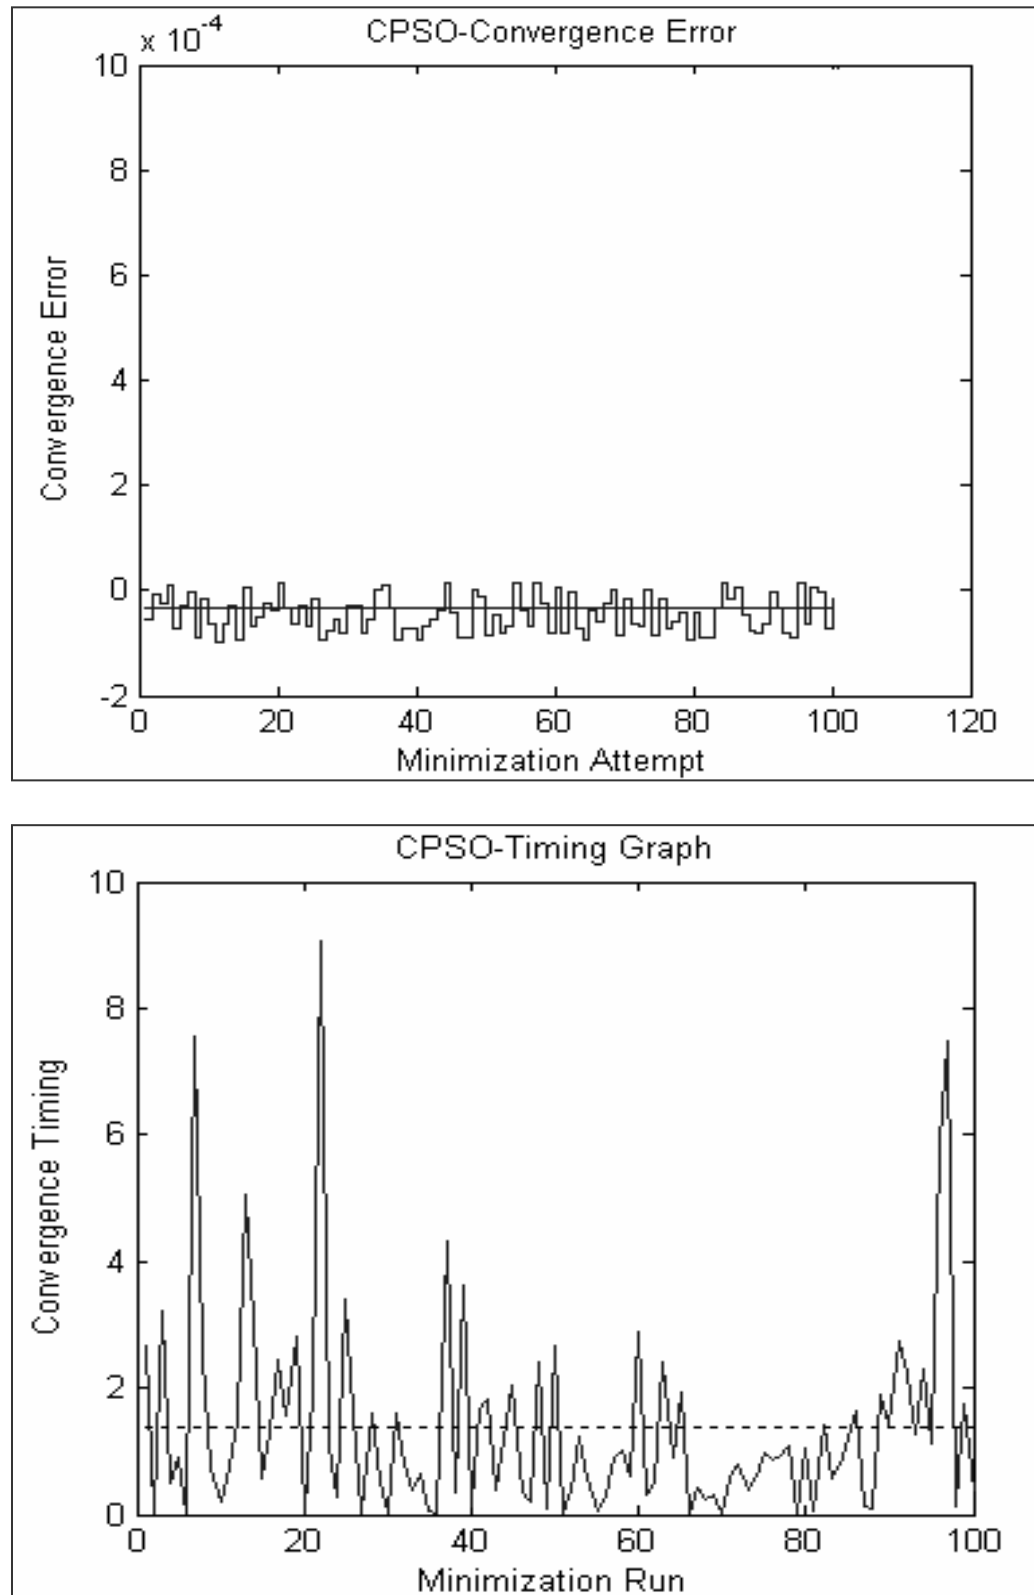 CPSO-Convergence Error
x 10-4
10
8
6
4
2
0
-2
Convergence Error
0 20 40 60 80 100 120
Minimization Attempt
CPSO-Timing Graph
10
8
6
4
2
0
Convergence Timing
0 20 40 60 80 100
Minimization Run